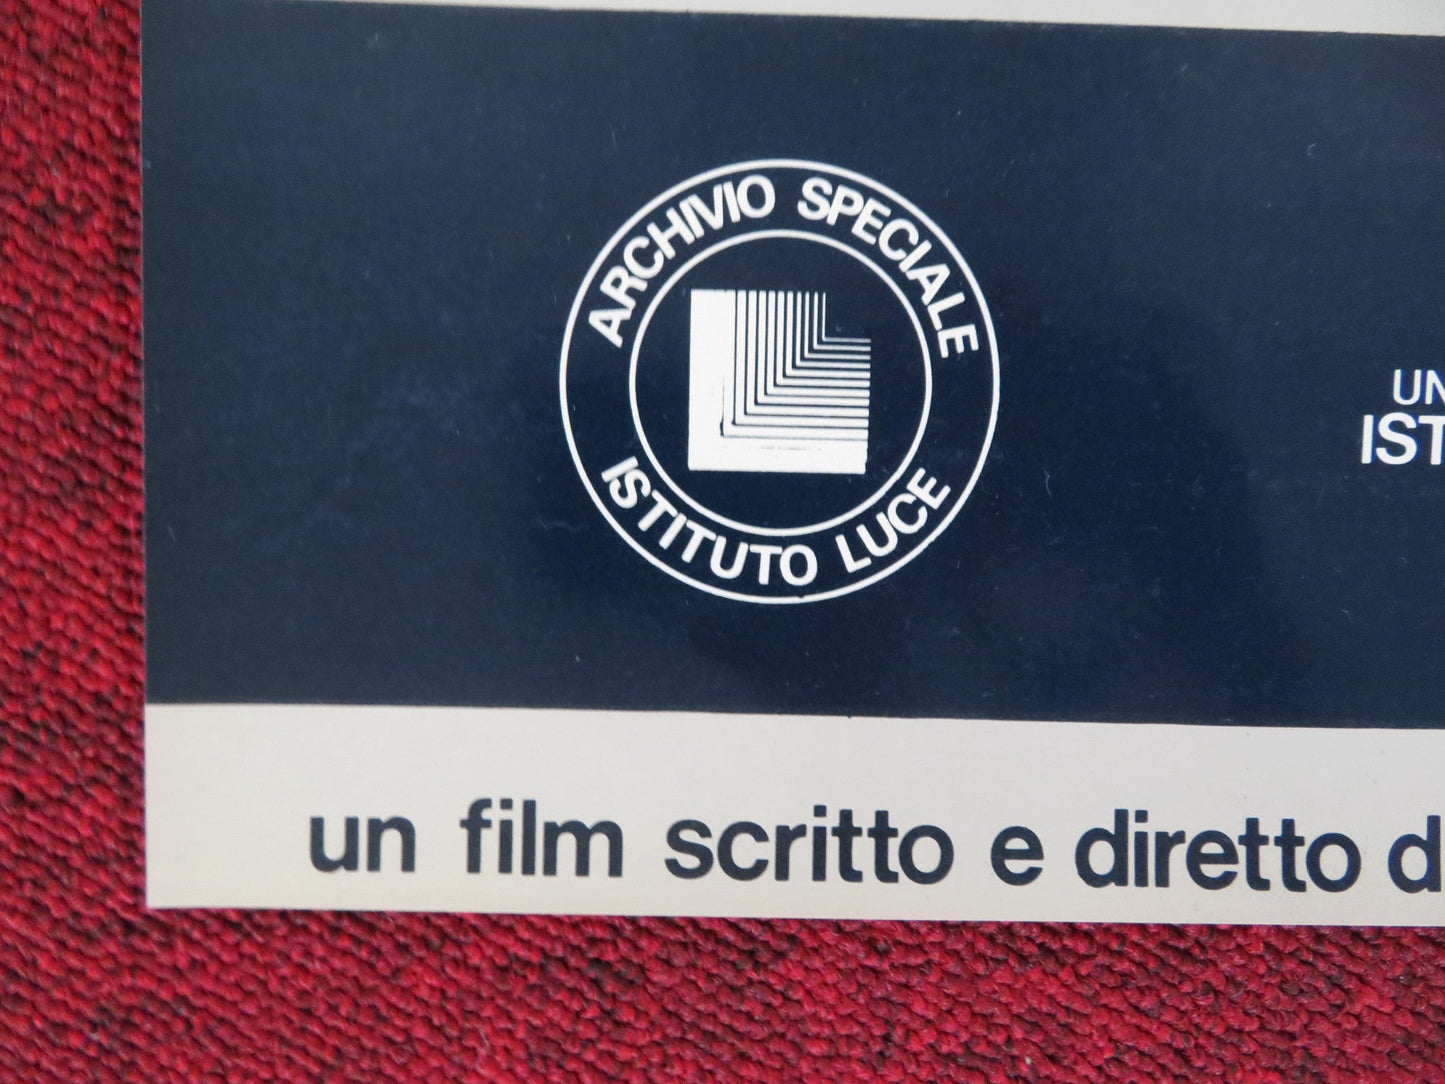 ARCHIVIO SPECIALE
ISTITUTO LUCE
UN
IST
un film scritto e diretto d